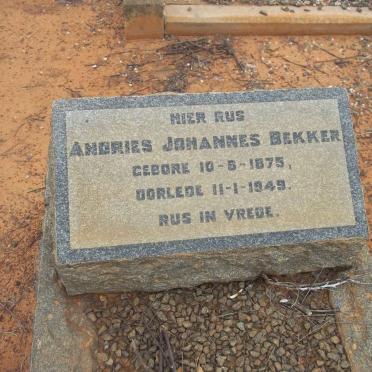 HIER RUS
ANDRIES JOHANNES BEKKER
GEBORE 10-6-1875,
OORLEDE 11-1-1949.
RUS IN VREDE.